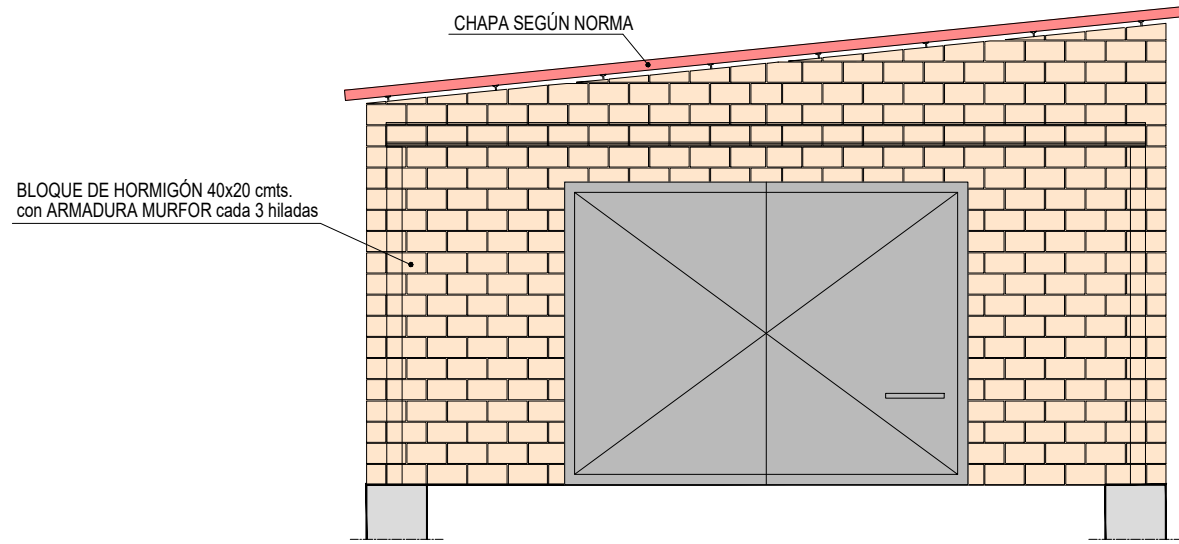 CHAPA SEGÚN NORMA
BLOQUE DE HORMIGÓN 40x20 cmts.
con ARMADURA MURFOR cada 3 hiladas